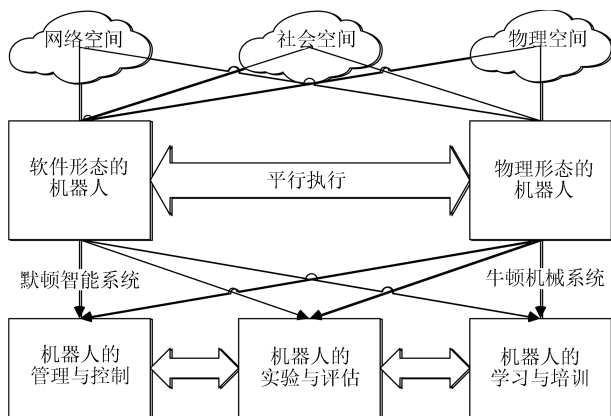 网络空间
社会空间
物理空间
软件形态的
机器人
平行执行
物理形态的
机器人
默顿智能系统
牛顿机械系统
机器人的
管理与控制
机器人的
实验与评估
机器人的
学习与培训